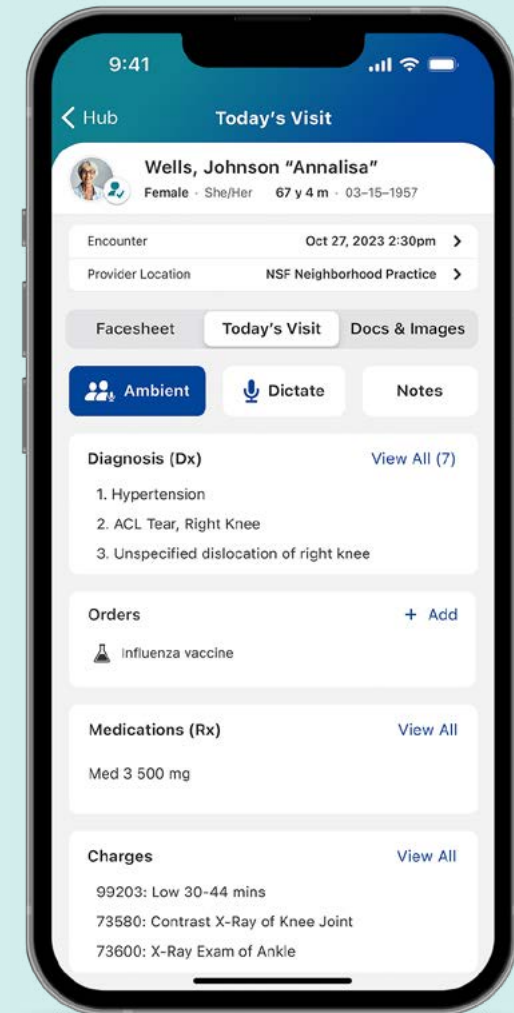 9:41
Hub Today's Visit
Wells, Johnson “Annalisa”
Female · She/Her 67 y 4 m · 03–15–1957
Encounter Oct 27, 2023 2:30pm
Provider Location NSF Neighborhood Practice
Facesheet Today's Visit Docs & Images
Ambient Dictate Notes
Diagnosis (Dx) View All (7)
1. Hypertension
2. ACL Tear, Right Knee
3. Unspecified dislocation of right knee
Orders + Add
Influenza vaccine
Medications (Rx) View All
Med 3 500 mg
Charges View All
99203: Low 30-44 mins
73580: Contrast X-Ray of Knee Joint
73600: X-Ray Exam of Ankle